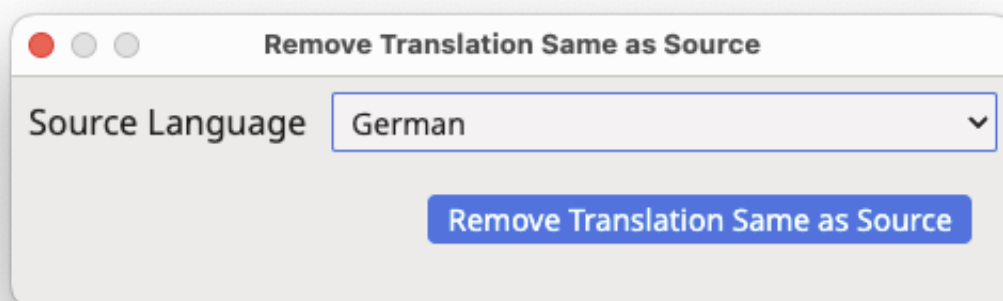 Remove Translation Same as Source
Source Language German
Remove Translation Same as Source